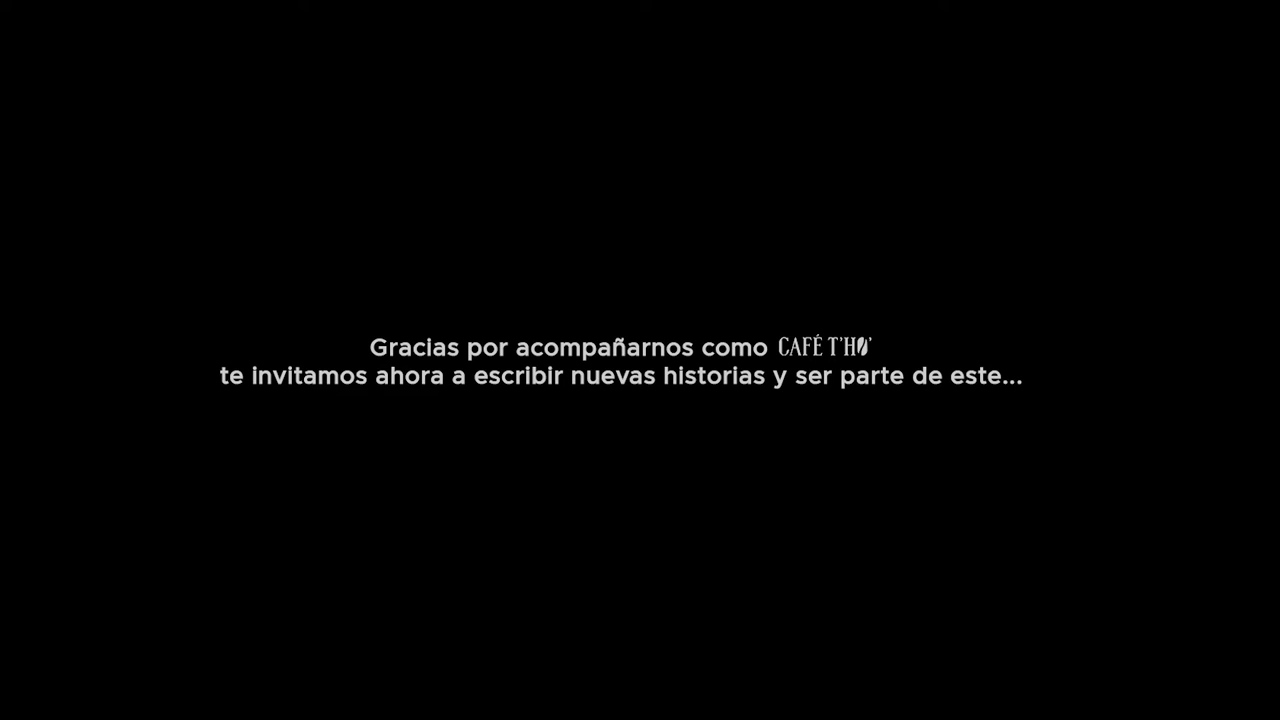 Gracias por acompañarnos como CAFÉ T'HO'
te invitamos ahora a escribir nuevas historias y ser parte de este...